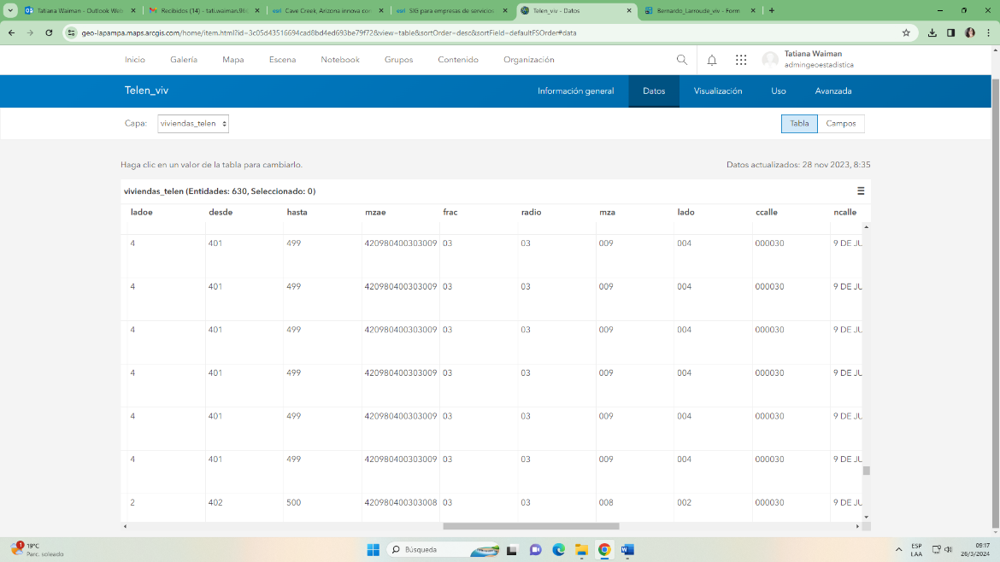 Tatiana Waiman - Outlook Web
Recibidos (14) - tati.waiman.96@
esri Cave Creek, Arizona innova con
esri SIG para empresas de servicios
Telen_viv - Datos
Bernardo_Larroude_viv - Form
geo-lapampa.maps.arcgis.com/home/item.html?id=3c05d43516694cad8bd4ed693be79f72&view=table&sortOrder=desc&sortField=defaultFSOrder#data
Inicio Galería Mapa Escena Notebook Grupos Contenido Organización
Tatiana Waiman
admingeoestadistica
Telen_viv
Información general Datos Visualización Uso Avanzada
Capa: viviendas_telen
Tabla Campos
Haga clic en un valor de la tabla para cambiarlo.
Datos actualizados: 28 nov 2023, 8:35
viviendas_telen (Entidades: 630, Seleccionado: 0)
ladoe desde hasta mzae frac radio mza lado ccalle ncalle
4 401 499 420980400303009 03 03 009 004 000030 9 DE JU
4 401 499 420980400303009 03 03 009 004 000030 9 DE JU
4 401 499 420980400303009 03 03 009 004 000030 9 DE JU
4 401 499 420980400303009 03 03 009 004 000030 9 DE JU
4 401 499 420980400303009 03 03 009 004 000030 9 DE JU
4 401 499 420980400303009 03 03 009 004 000030 9 DE JU
2 402 500 420980400303008 03 03 008 002 000030 9 DE JU
1
19°C
Parc. soleado
Búsqueda
ESP
LAA
09:17
26/3/2024